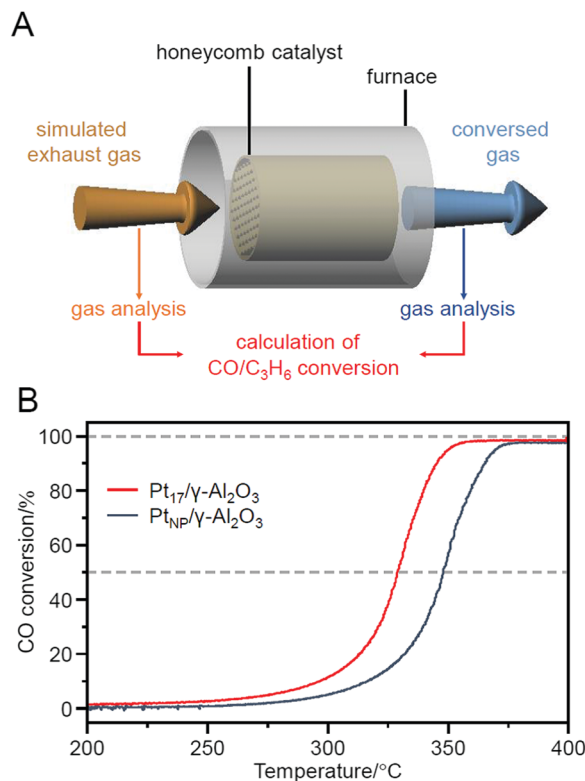 A
honeycomb catalyst
furnace
simulated
exhaust gas
conversed
gas
gas analysis
gas analysis
calculation of
CO/C₃H₆ conversion
B
100
80
60
40
20
0
CO conversion/%
Pt₁₇/γ-Al₂O₃
Pt_NP/γ-Al₂O₃
200 250 300 350 400
Temperature/°C